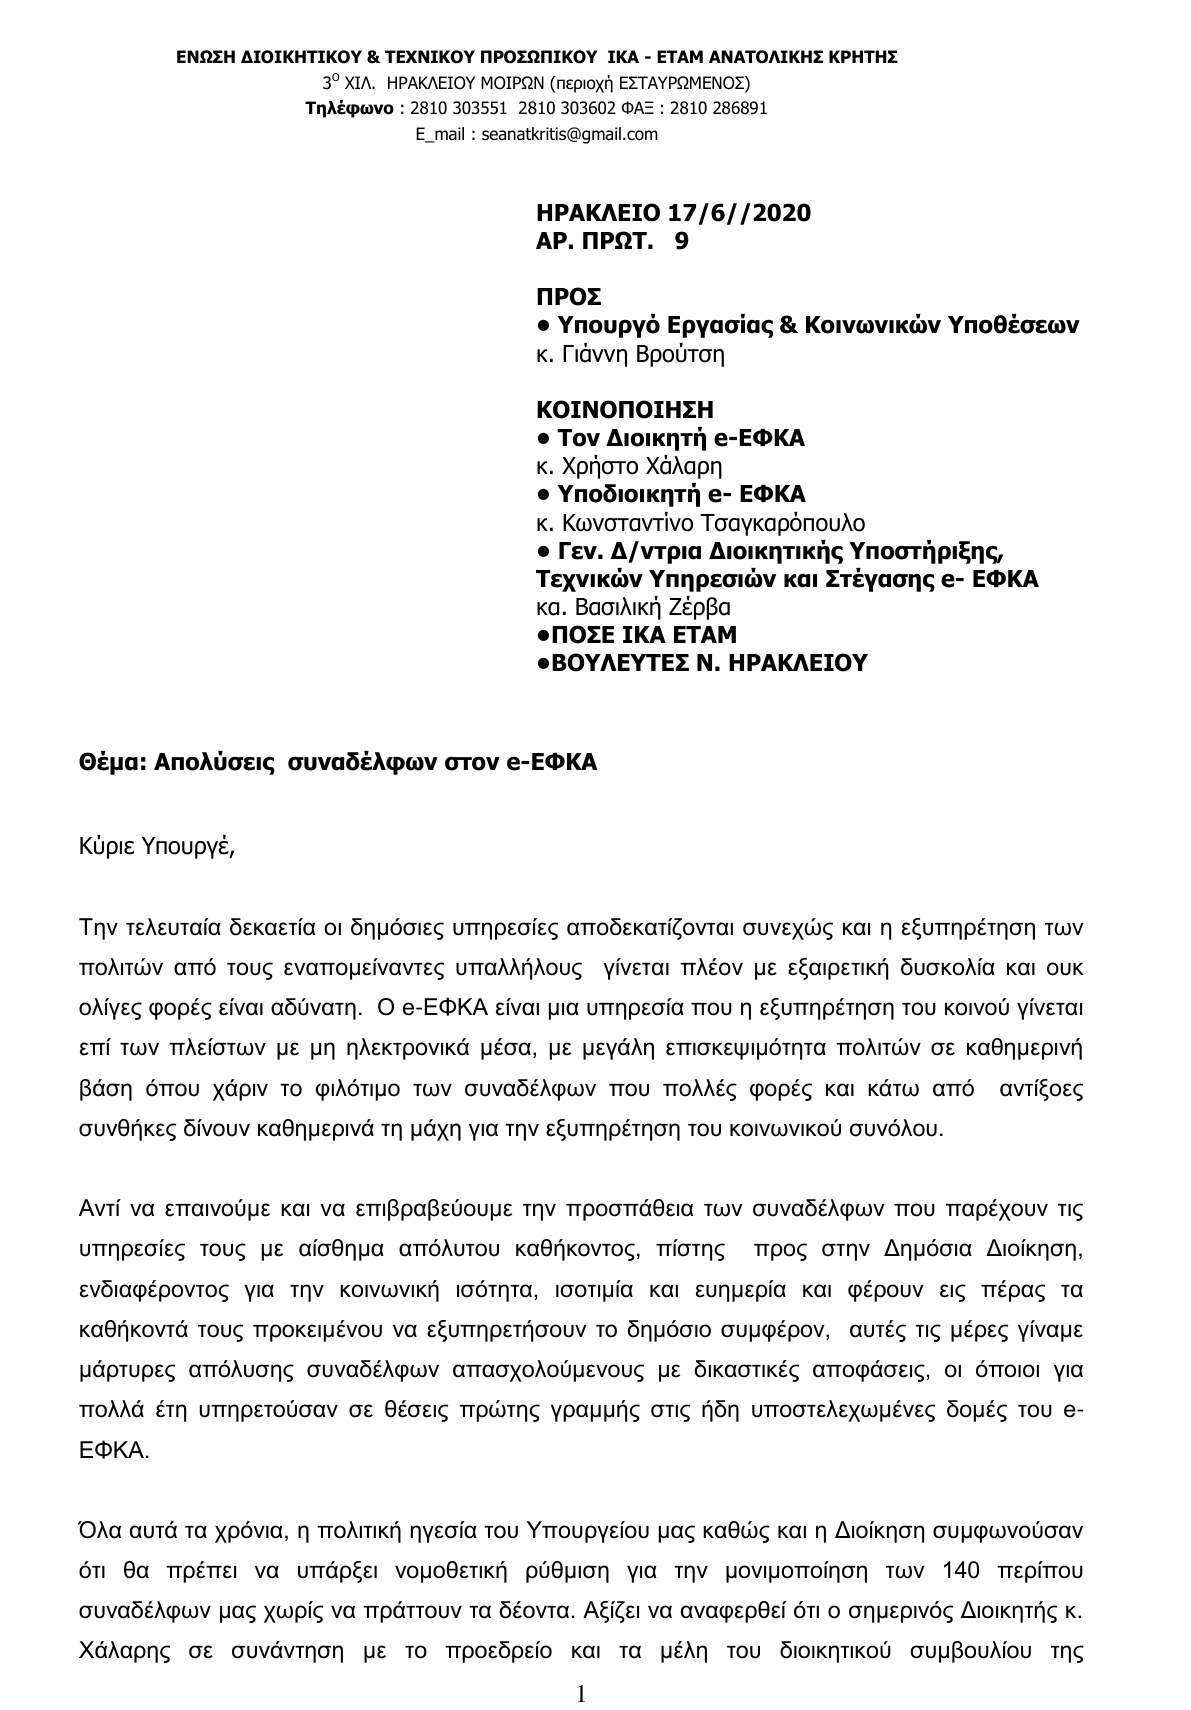 ΕΝΩΣΗ ΔΙΟΙΚΗΤΙΚΟΥ & ΤΕΧΝΙΚΟΥ ΠΡΟΣΩΠΙΚΟΥ ΙΚΑ - ΕΤΑΜ ΑΝΑΤΟΛΙΚΗΣ ΚΡΗΤΗΣ
3Ο ΧΙΛ. ΗΡΑΚΛΕΙΟΥ ΜΟΙΡΩΝ (περιοχή ΕΣΤΑΥΡΩΜΕΝΟΣ)
Τηλέφωνο : 2810 303551 2810 303602 ΦΑΞ : 2810 286891
E_mail : seanatkritis@gmail.com
ΗΡΑΚΛΕΙΟ 17/6//2020
ΑΡ. ΠΡΩΤ. 9
ΠΡΟΣ
● Υπουργό Εργασίας & Κοινωνικών Υποθέσεων
κ. Γιάννη Βρούτση
ΚΟΙΝΟΠΟΙΗΣΗ
● Τον Διοικητή e-ΕΦΚΑ
κ. Χρήστο Χάλαρη
● Υποδιοικητή e- ΕΦΚΑ
κ. Κωνσταντίνο Τσαγκαρόπουλο
● Γεν. Δ/ντρια Διοικητικής Υποστήριξης,
Τεχνικών Υπηρεσιών και Στέγασης e- ΕΦΚΑ
κα. Βασιλική Ζέρβα
●ΠΟΣΕ ΙΚΑ ΕΤΑΜ
●ΒΟΥΛΕΥΤΕΣ Ν. ΗΡΑΚΛΕΙΟΥ
Θέμα: Απολύσεις συναδέλφων στον e-ΕΦΚΑ
Κύριε Υπουργέ,
Την τελευταία δεκαετία οι δημόσιες υπηρεσίες αποδεκατίζονται συνεχώς και η εξυπηρέτηση των
πολιτών από τους εναπομείναντες υπαλλήλους γίνεται πλέον με εξαιρετική δυσκολία και ουκ
ολίγες φορές είναι αδύνατη. Ο e-ΕΦΚΑ είναι μια υπηρεσία που η εξυπηρέτηση του κοινού γίνεται
επί των πλείστων με μη ηλεκτρονικά μέσα, με μεγάλη επισκεψιμότητα πολιτών σε καθημερινή
βάση όπου χάριν το φιλότιμο των συναδέλφων που πολλές φορές και κάτω από αντίξοες
συνθήκες δίνουν καθημερινά τη μάχη για την εξυπηρέτηση του κοινωνικού συνόλου.
Αντί να επαινούμε και να επιβραβεύουμε την προσπάθεια των συναδέλφων που παρέχουν τις
υπηρεσίες τους με αίσθημα απόλυτου καθήκοντος, πίστης προς στην Δημόσια Διοίκηση,
ενδιαφέροντος για την κοινωνική ισότητα, ισοτιμία και ευημερία και φέρουν εις πέρας τα
καθήκοντά τους προκειμένου να εξυπηρετήσουν το δημόσιο συμφέρον, αυτές τις μέρες γίναμε
μάρτυρες απόλυσης συναδέλφων απασχολούμενους με δικαστικές αποφάσεις, οι όποιοι για
πολλά έτη υπηρετούσαν σε θέσεις πρώτης γραμμής στις ήδη υποστελεχωμένες δομές του e-
ΕΦΚΑ.
Όλα αυτά τα χρόνια, η πολιτική ηγεσία του Υπουργείου μας καθώς και η Διοίκηση συμφωνούσαν
ότι θα πρέπει να υπάρξει νομοθετική ρύθμιση για την μονιμοποίηση των 140 περίπου
συναδέλφων μας χωρίς να πράττουν τα δέοντα. Αξίζει να αναφερθεί ότι ο σημερινός Διοικητής κ.
Χάλαρης σε συνάντηση με το προεδρείο και τα μέλη του διοικητικού συμβουλίου της
1